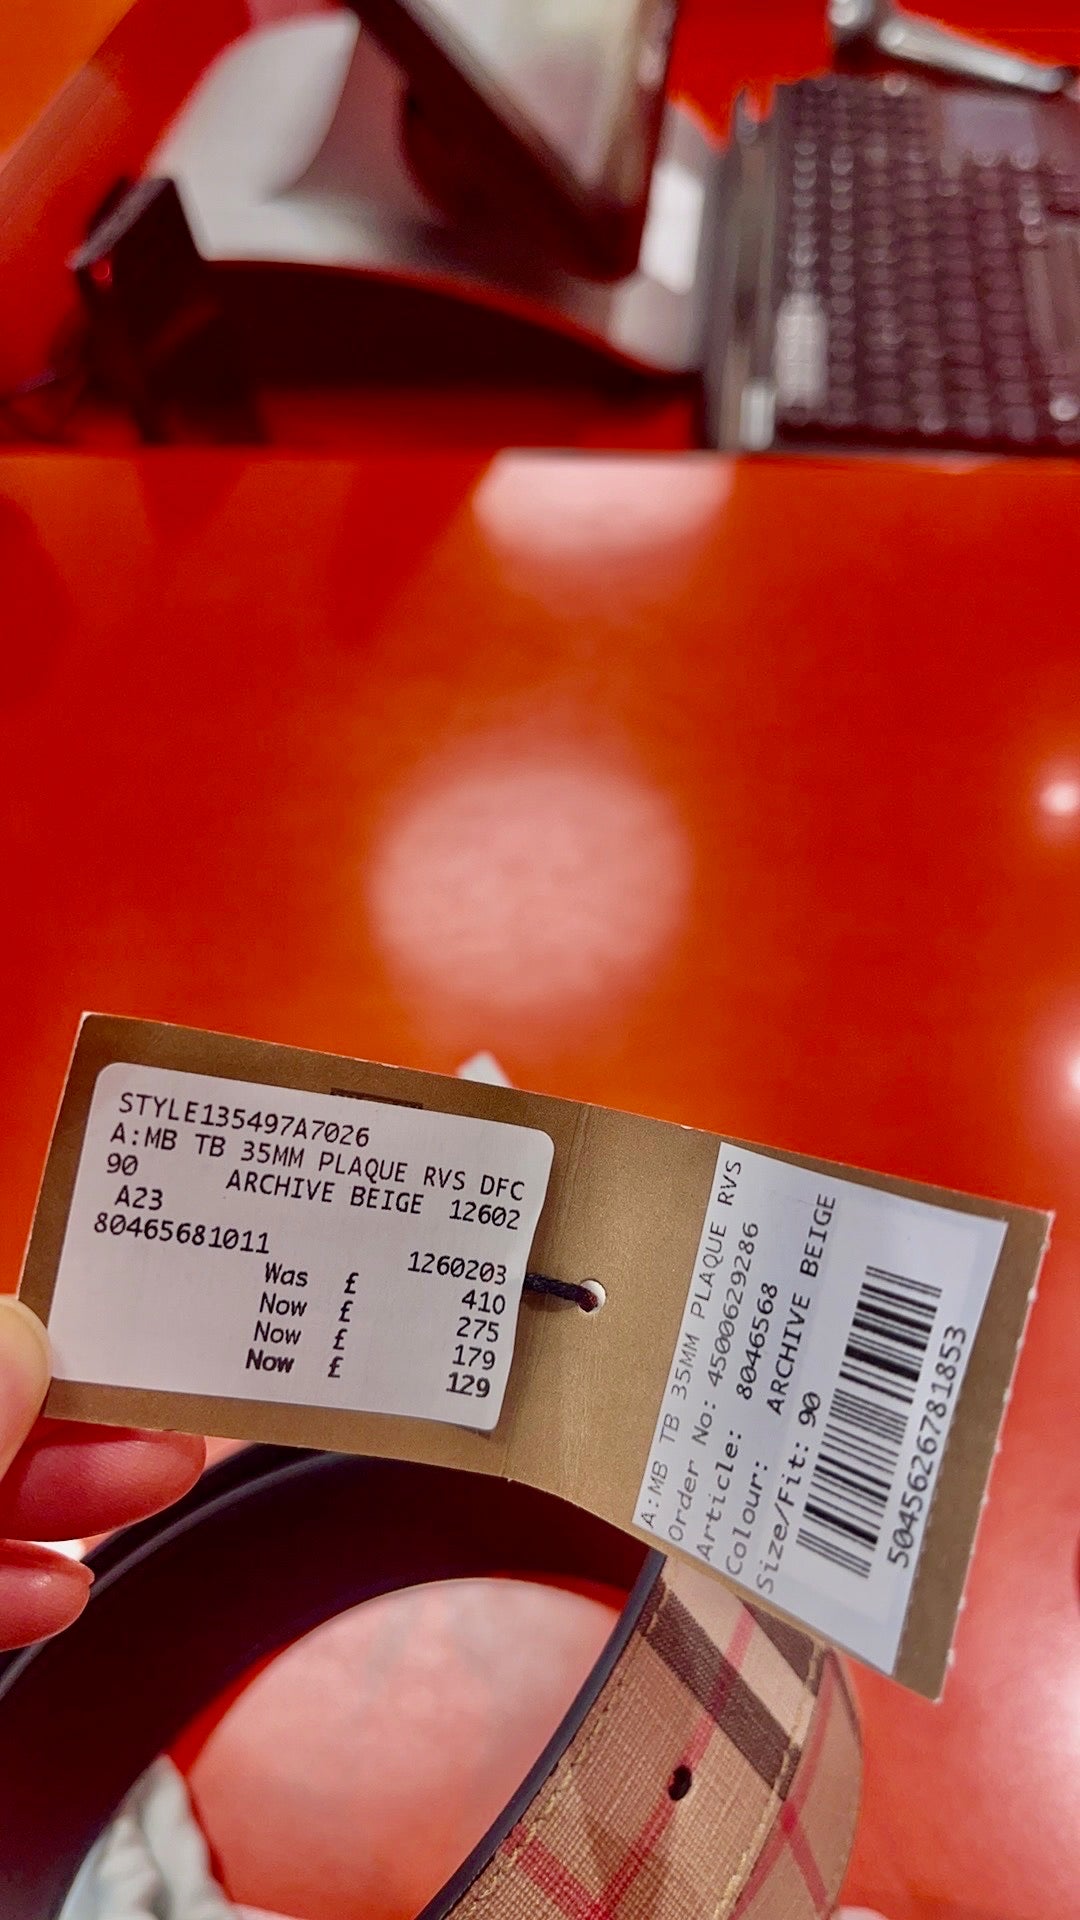 STYLE135497A7026
A:MB TB 35MM PLAQUE RVS DFC
90 ARCHIVE BEIGE 12602
A23
80465681011 1260203
Was £ 410
Now £ 275
Now £ 179
Now £ 129
A:MB TB 35MM PLAQUE RVS
Order No: 4500629286
Article: 8046568
Colour: ARCHIVE BEIGE
Size/Fit: 90
5045626781853